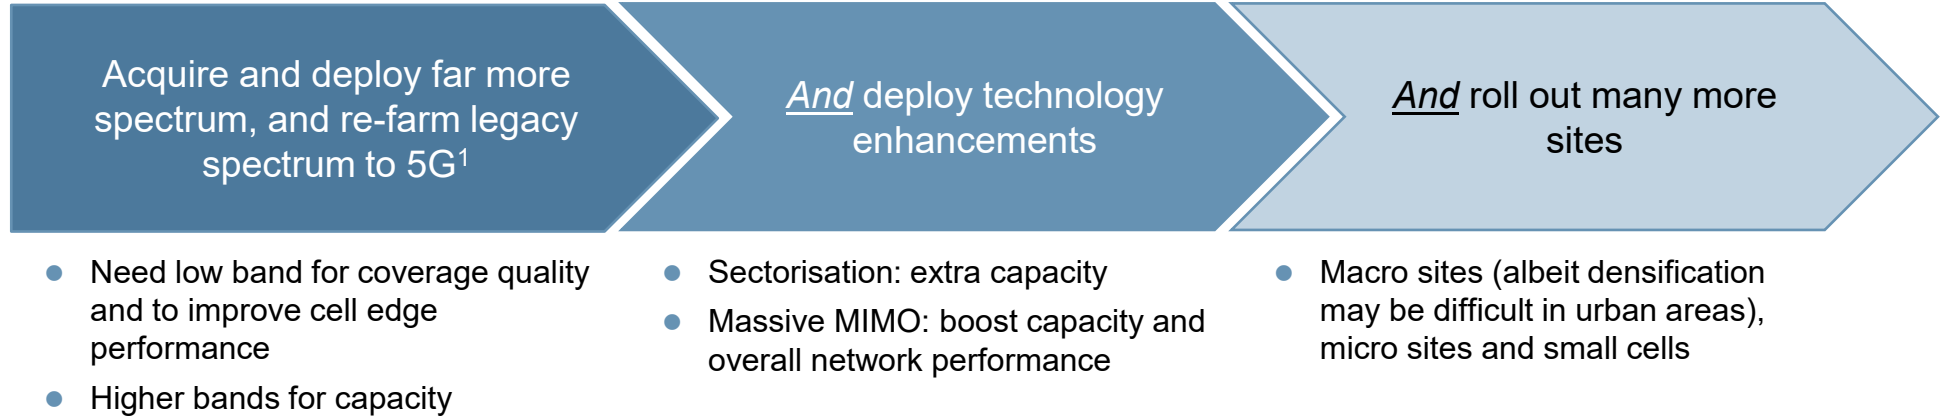 Acquire and deploy far more
spectrum, and re-farm legacy
spectrum to 5G¹
And deploy technology
enhancements
And roll out many more
sites
Need low band for coverage quality
and to improve cell edge
performance
Higher bands for capacity
Sectorisation: extra capacity
Massive MIMO: boost capacity and
overall network performance
Macro sites (albeit densification
may be difficult in urban areas),
micro sites and small cells